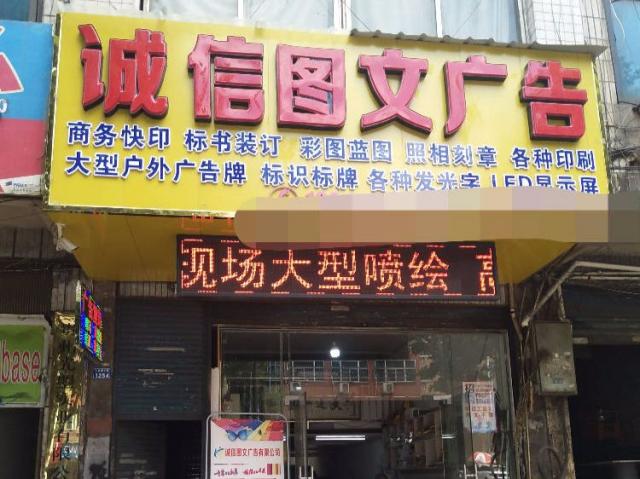 诚信图文广告
商务快印 标书装订 彩图蓝图 照相刻章 各种印刷
大型户外广告牌 标识标牌 各种发光字 LED显示屏
现场大型喷绘 高
base
诚信图文广告有限公司